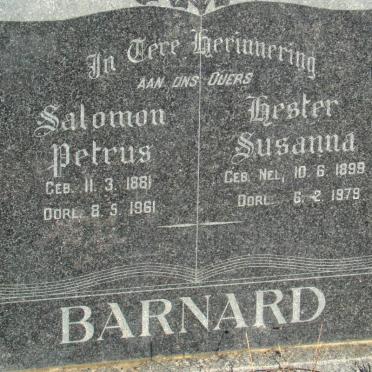 In Tere Herinnering
AAN ONS OUERS
Salomon
Petrus
GEB. 11. 3. 1881
OORL. 8. 5. 1961
Hester
Susanna
GEB. NEL, 10. 6. 1899
OORL. 6. 2. 1979
BARNARD